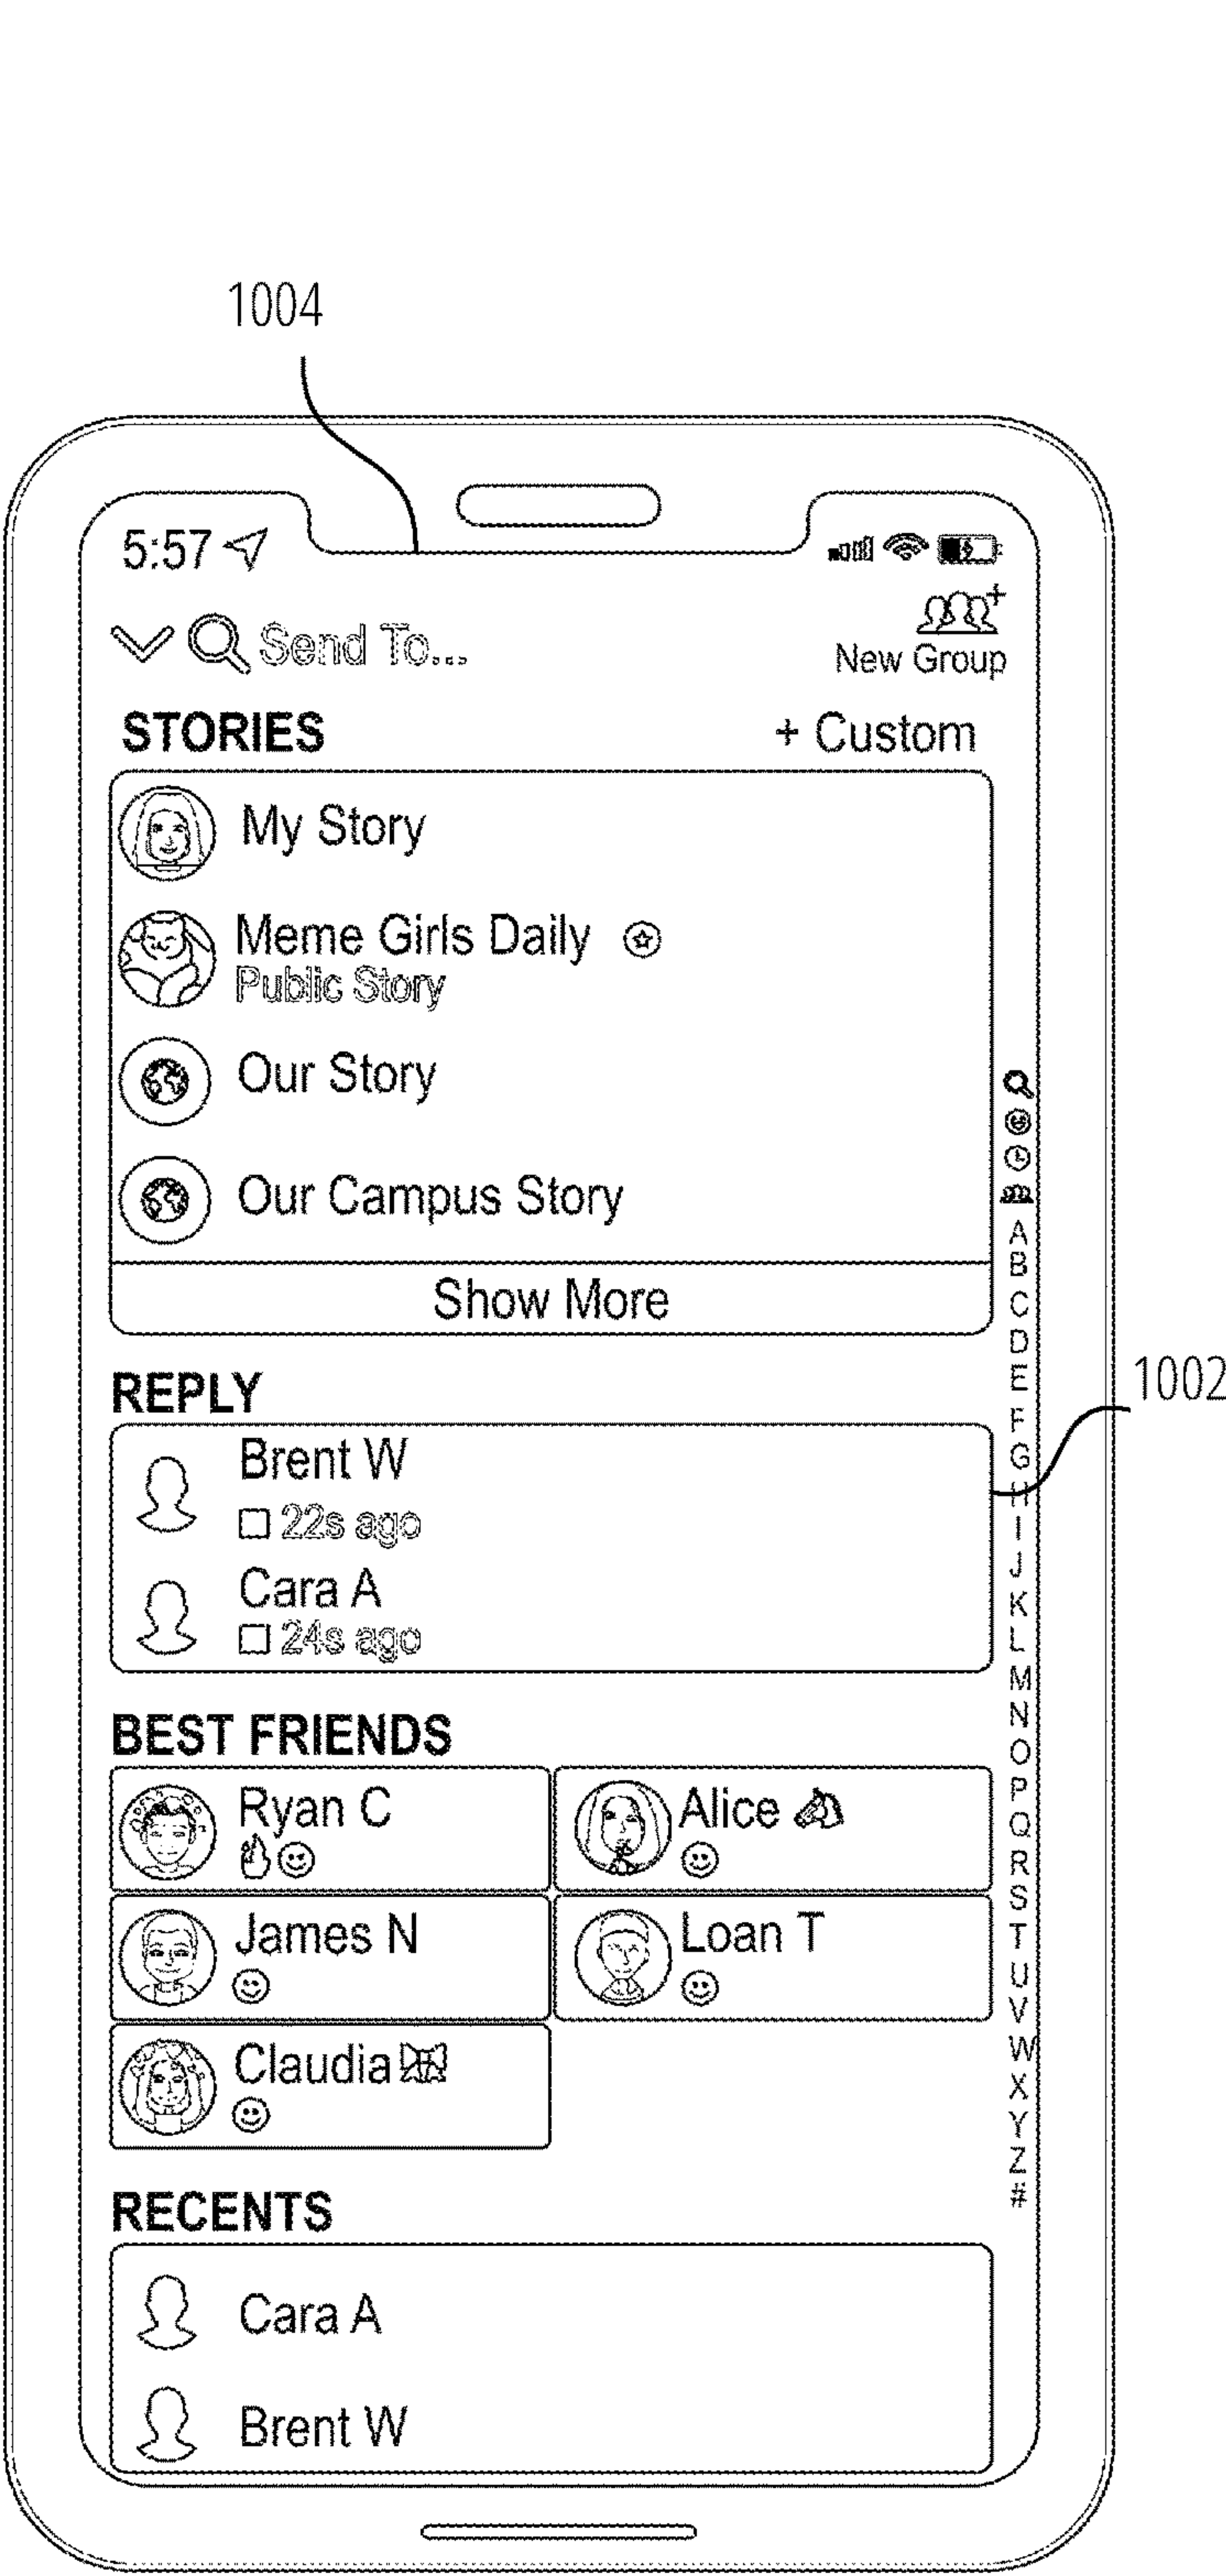 1004
5:57
Send To...
New Group
STORIES
+ Custom
My Story
Meme Girls Daily
Public Story
Our Story
Our Campus Story
Show More
REPLY
1002
Brent W
22s ago
Cara A
24s ago
BEST FRIENDS
Ryan C
Alice
James N
Loan T
Claudia
RECENTS
Cara A
Brent W
A
B
C
D
E
F
G
H
I
J
K
L
M
N
O
P
Q
R
S
T
U
V
W
X
Y
Z
#